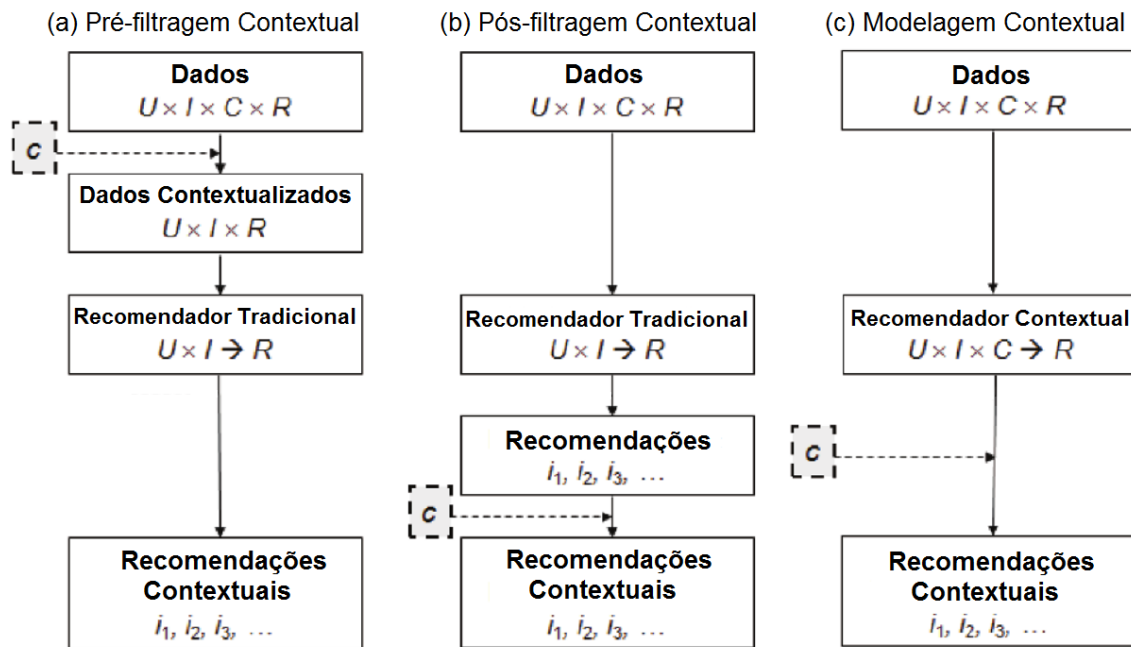 (a) Pré-filtragem Contextual
Dados
U × I × C × R
c
Dados Contextualizados
U × I × R
Recomendador Tradicional
U × I → R
Recomendações
Contextuais
i1, i2, i3, ...
(b) Pós-filtragem Contextual
Dados
U × I × C × R
Recomendador Tradicional
U × I → R
Recomendações
i1, i2, i3, ...
c
Recomendações
Contextuais
i1, i2, i3, ...
(c) Modelagem Contextual
Dados
U × I × C × R
Recomendador Contextual
U × I × C → R
c
Recomendações
Contextuais
i1, i2, i3, ...